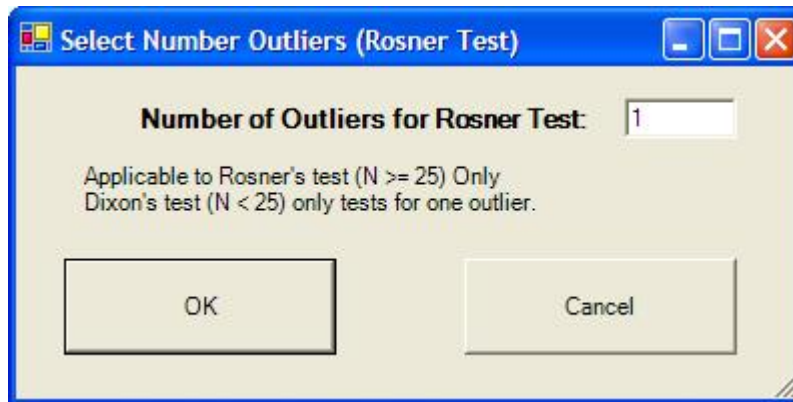 Select Number Outliers (Rosner Test)
Number of Outliers for Rosner Test: 1
Applicable to Rosner's test (N >= 25) Only
Dixon's test (N < 25) only tests for one outlier.
OK Cancel